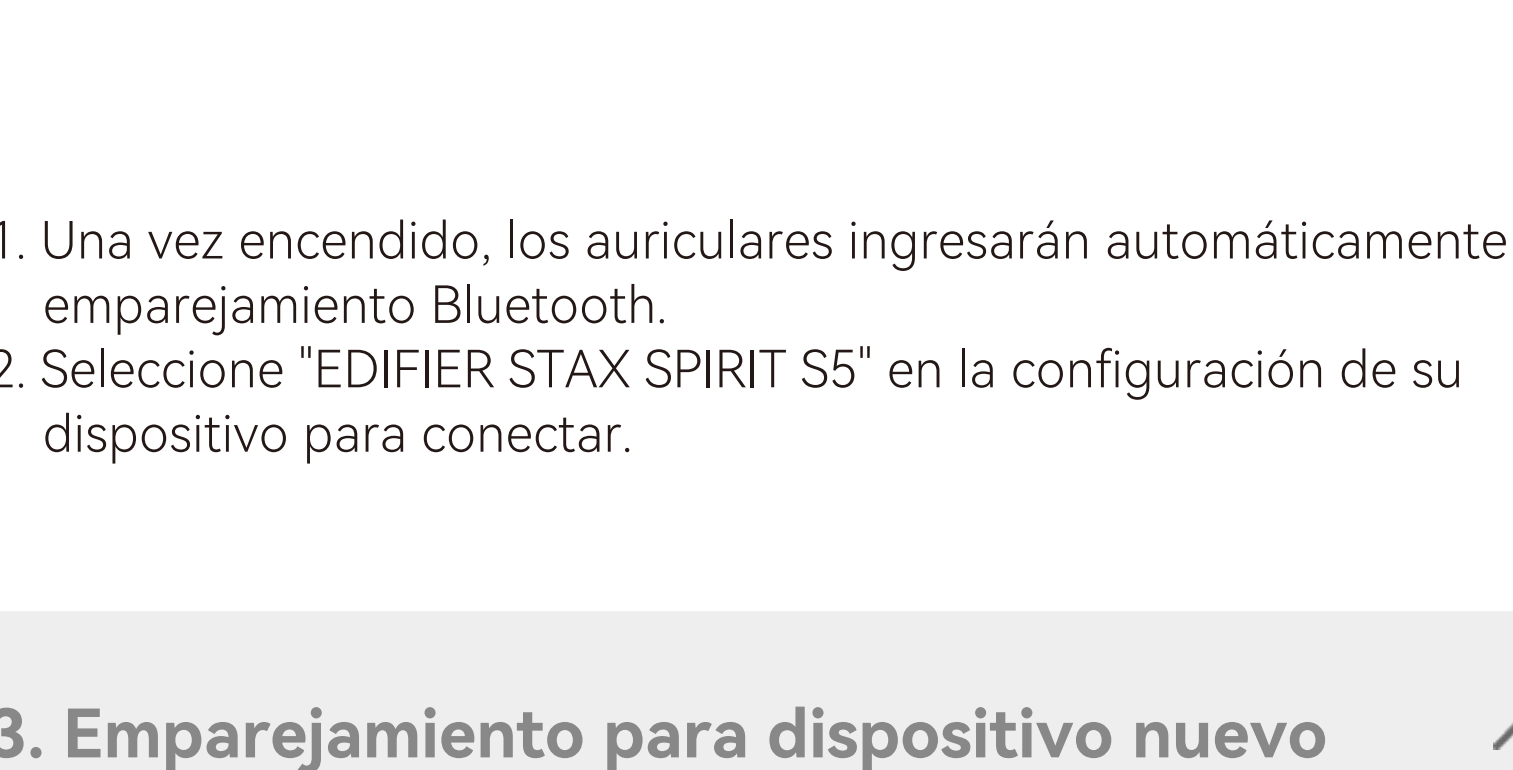 1. Una vez encendido, los auriculares ingresarán automáticamente
emparejamiento Bluetooth.
2. Seleccione "EDIFIER STAX SPIRIT S5" en la configuración de su
dispositivo para conectar.
3. Emparejamiento para dispositivo nuevo